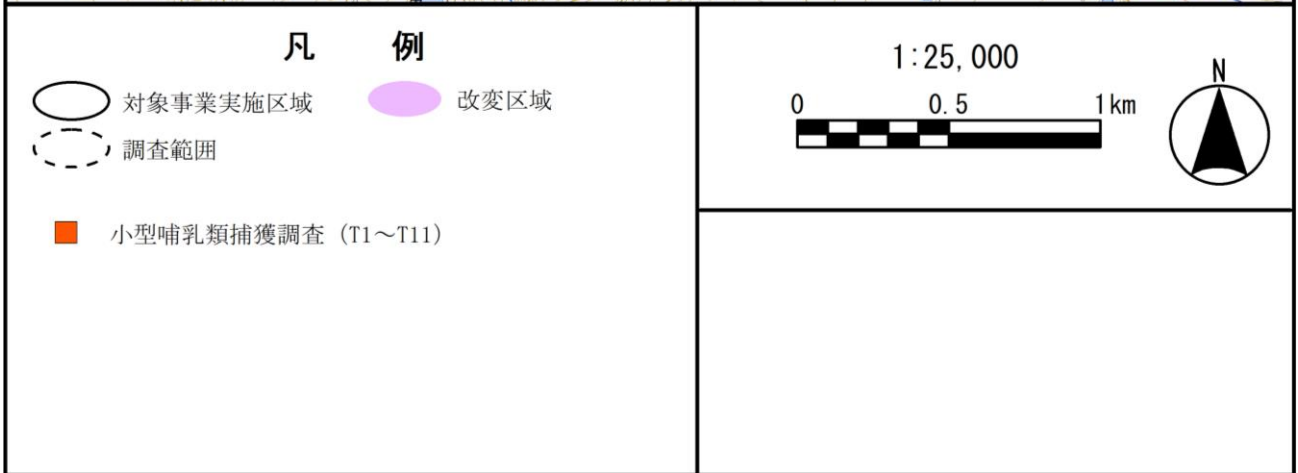 凡 例
対象事業実施区域 改変区域
調査範囲
小型哺乳類捕獲調査（T1～T11）
1:25,000
0 0.5 1km
N